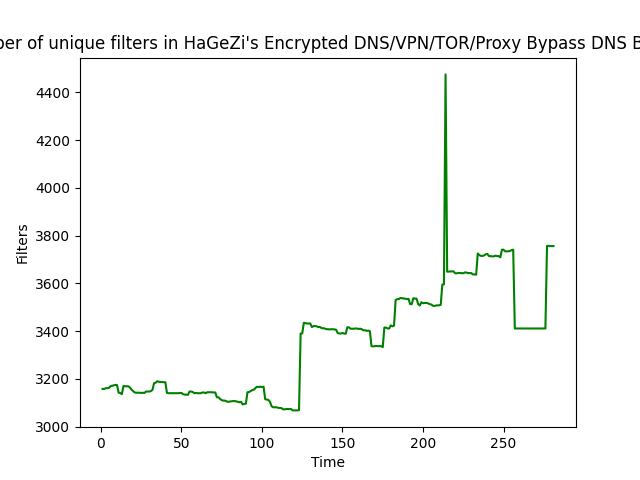 ber of unique filters in HaGeZi's Encrypted DNS/VPN/TOR/Proxy Bypass DNS B
4400
4200
4000
3800
3600
3400
3200
3000
Filters
0 50 100 150 200 250
Time